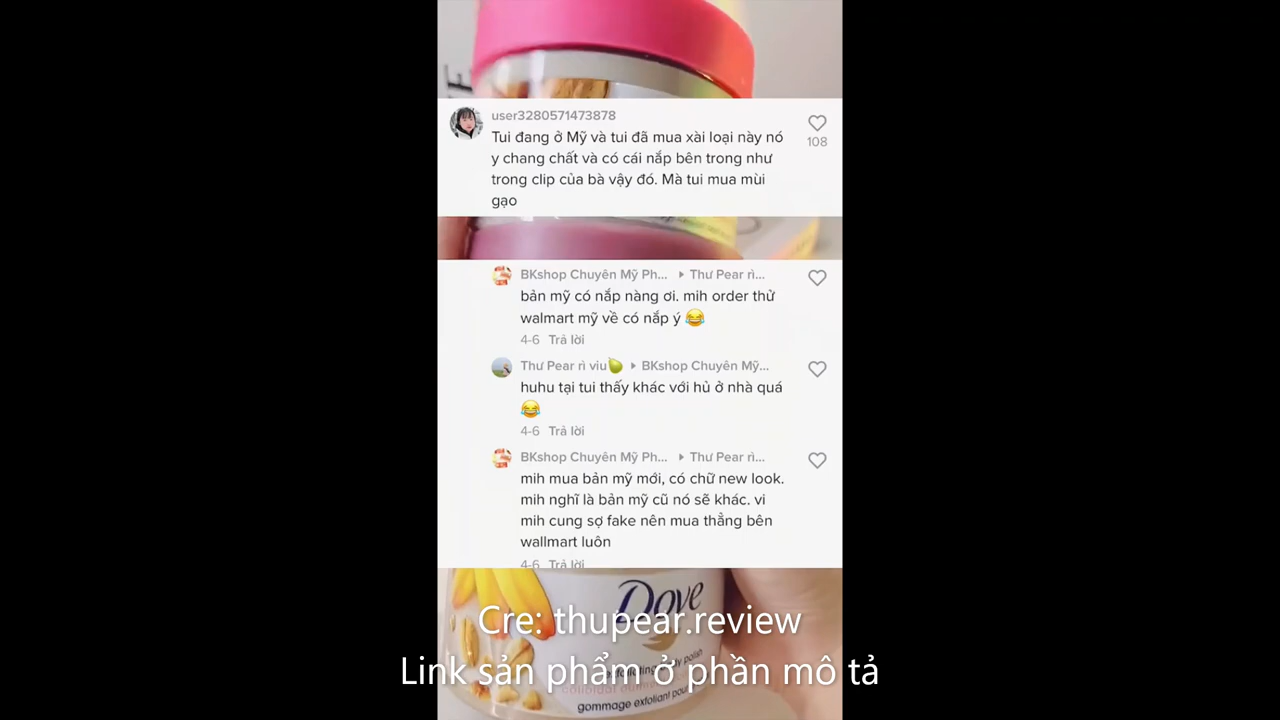 user3280571473878
Tui đang ở Mỹ và tui đã mua xài loại này nó
y chang chất và có cái nắp bên trong như
trong clip của bà vậy đó. Mà tui mua mùi
gạo
108
BKshop Chuyên Mỹ Ph... Thư Pear rì...
bản mỹ có nắp nàng ơi. mih order thử
walmart mỹ về có nắp ý 😂
4-6 Trả lời
Thư Pear rì viu🍐 BKshop Chuyên Mỹ...
huhu tại tui thấy khác với hủ ở nhà quá
😂
4-6 Trả lời
BKshop Chuyên Mỹ Ph... Thư Pear rì...
mih mua bản mỹ mới, có chữ new look.
mih nghĩ là bản mỹ cũ nó sẽ khác. vi
mih cung sợ fake nên mua thẳng bên
wallmart luôn
4-6 Trả lời
Dove
Cre: thupear.review
Link sản phẩm ở phần mô tả
gommage exfoliant pour